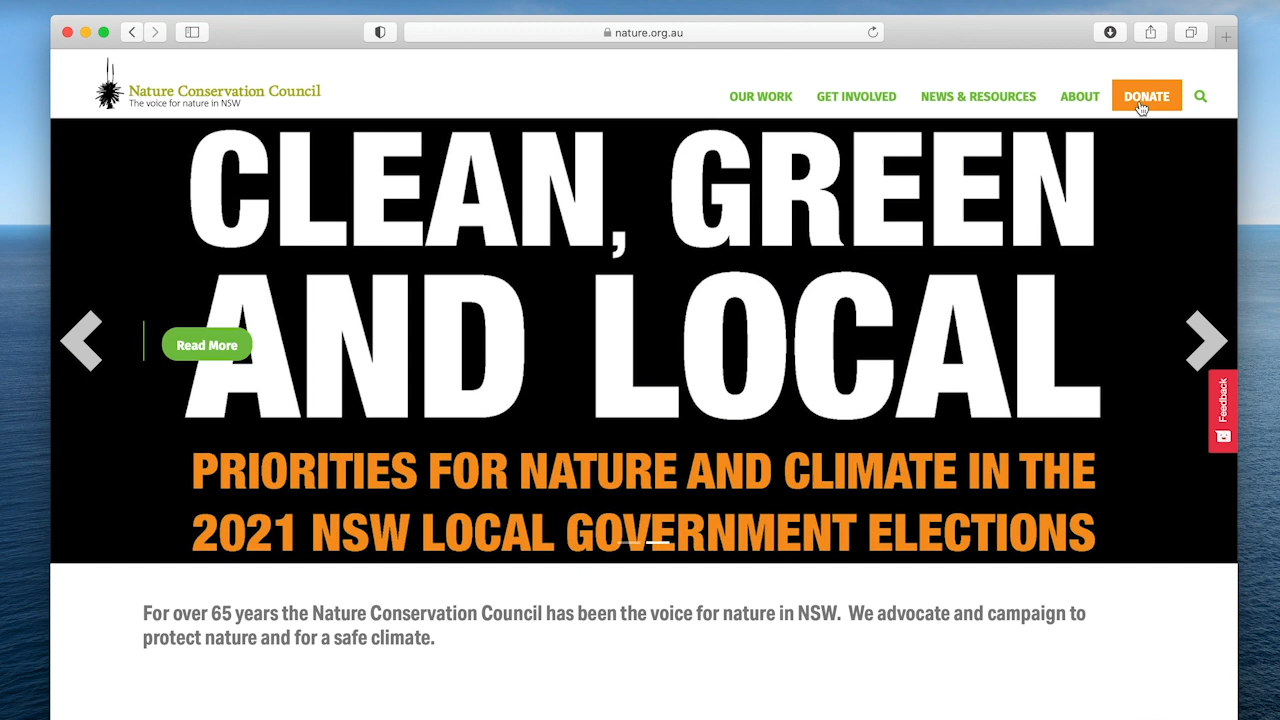 nature.org.au
Nature Conservation Council
The voice for nature in NSW
OUR WORK GET INVOLVED NEWS & RESOURCES ABOUT DONATE
CLEAN, GREEN
AND LOCAL
Read More
Feedback
PRIORITIES FOR NATURE AND CLIMATE IN THE
2021 NSW LOCAL GOVERNMENT ELECTIONS
For over 65 years the Nature Conservation Council has been the voice for nature in NSW. We advocate and campaign to
protect nature and for a safe climate.